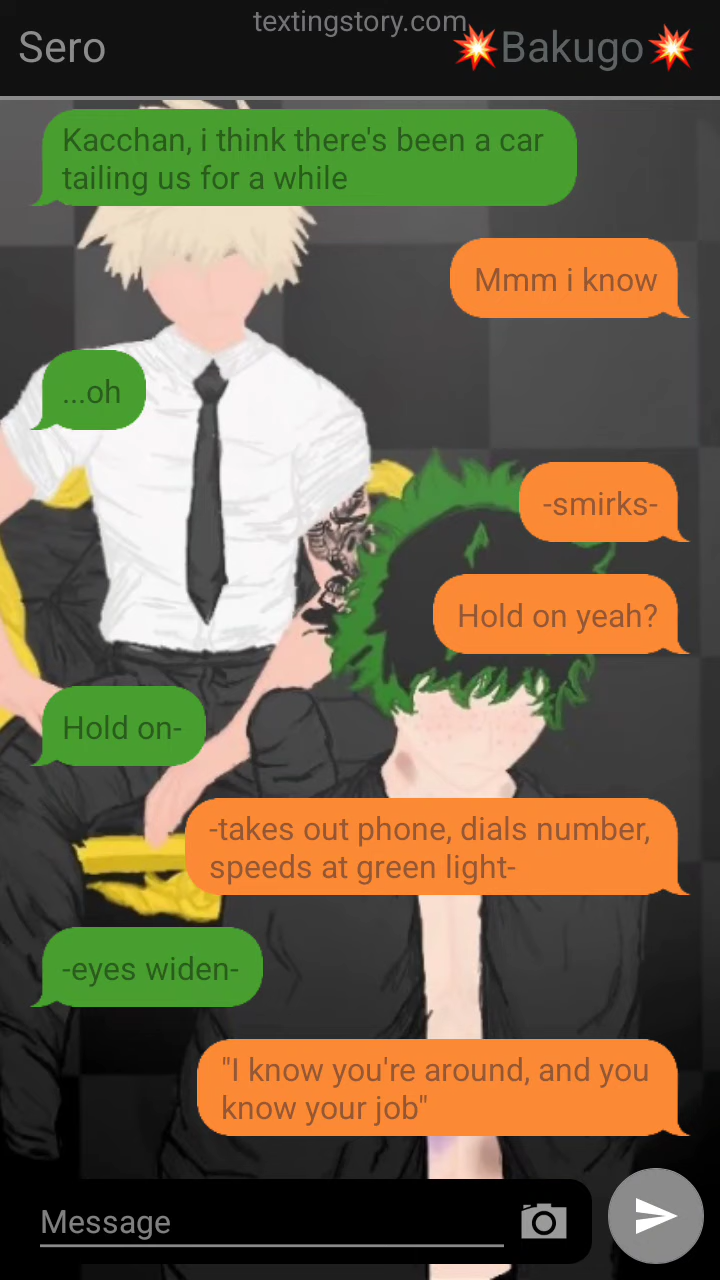 textingstory.com
Sero
💥Bakugo💥
Kacchan, i think there's been a car
tailing us for a while
Mmm i know
...oh
-smirks-
Hold on yeah?
Hold on-
-takes out phone, dials number,
speeds at green light-
-eyes widen-
"I know you're around, and you
know your job"
Message